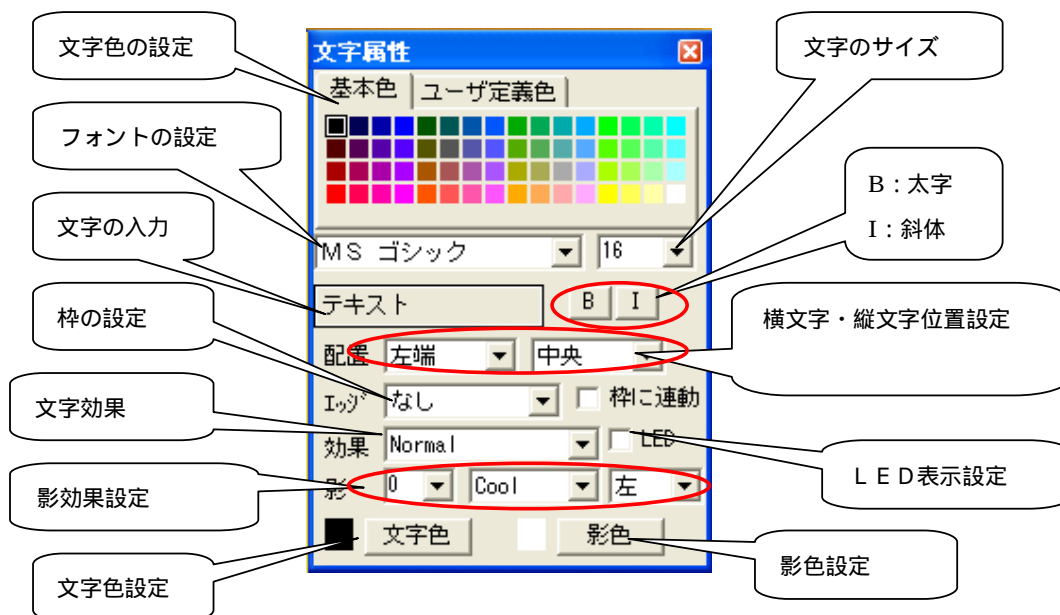 文字色の設定
文字属性
文字のサイズ
基本色 ユーザ定義色
フォントの設定
B：太字
I：斜体
文字の入力
ＭＳ ゴシック 16
テキスト B I
枠の設定
横文字・縦文字位置設定
配置 左端 中央
ｴｯｼﾞ なし 枠に連動
文字効果
効果 Normal LED
ＬＥＤ表示設定
影効果設定
影 0 Cool 左
文字色 影色
文字色設定
影色設定